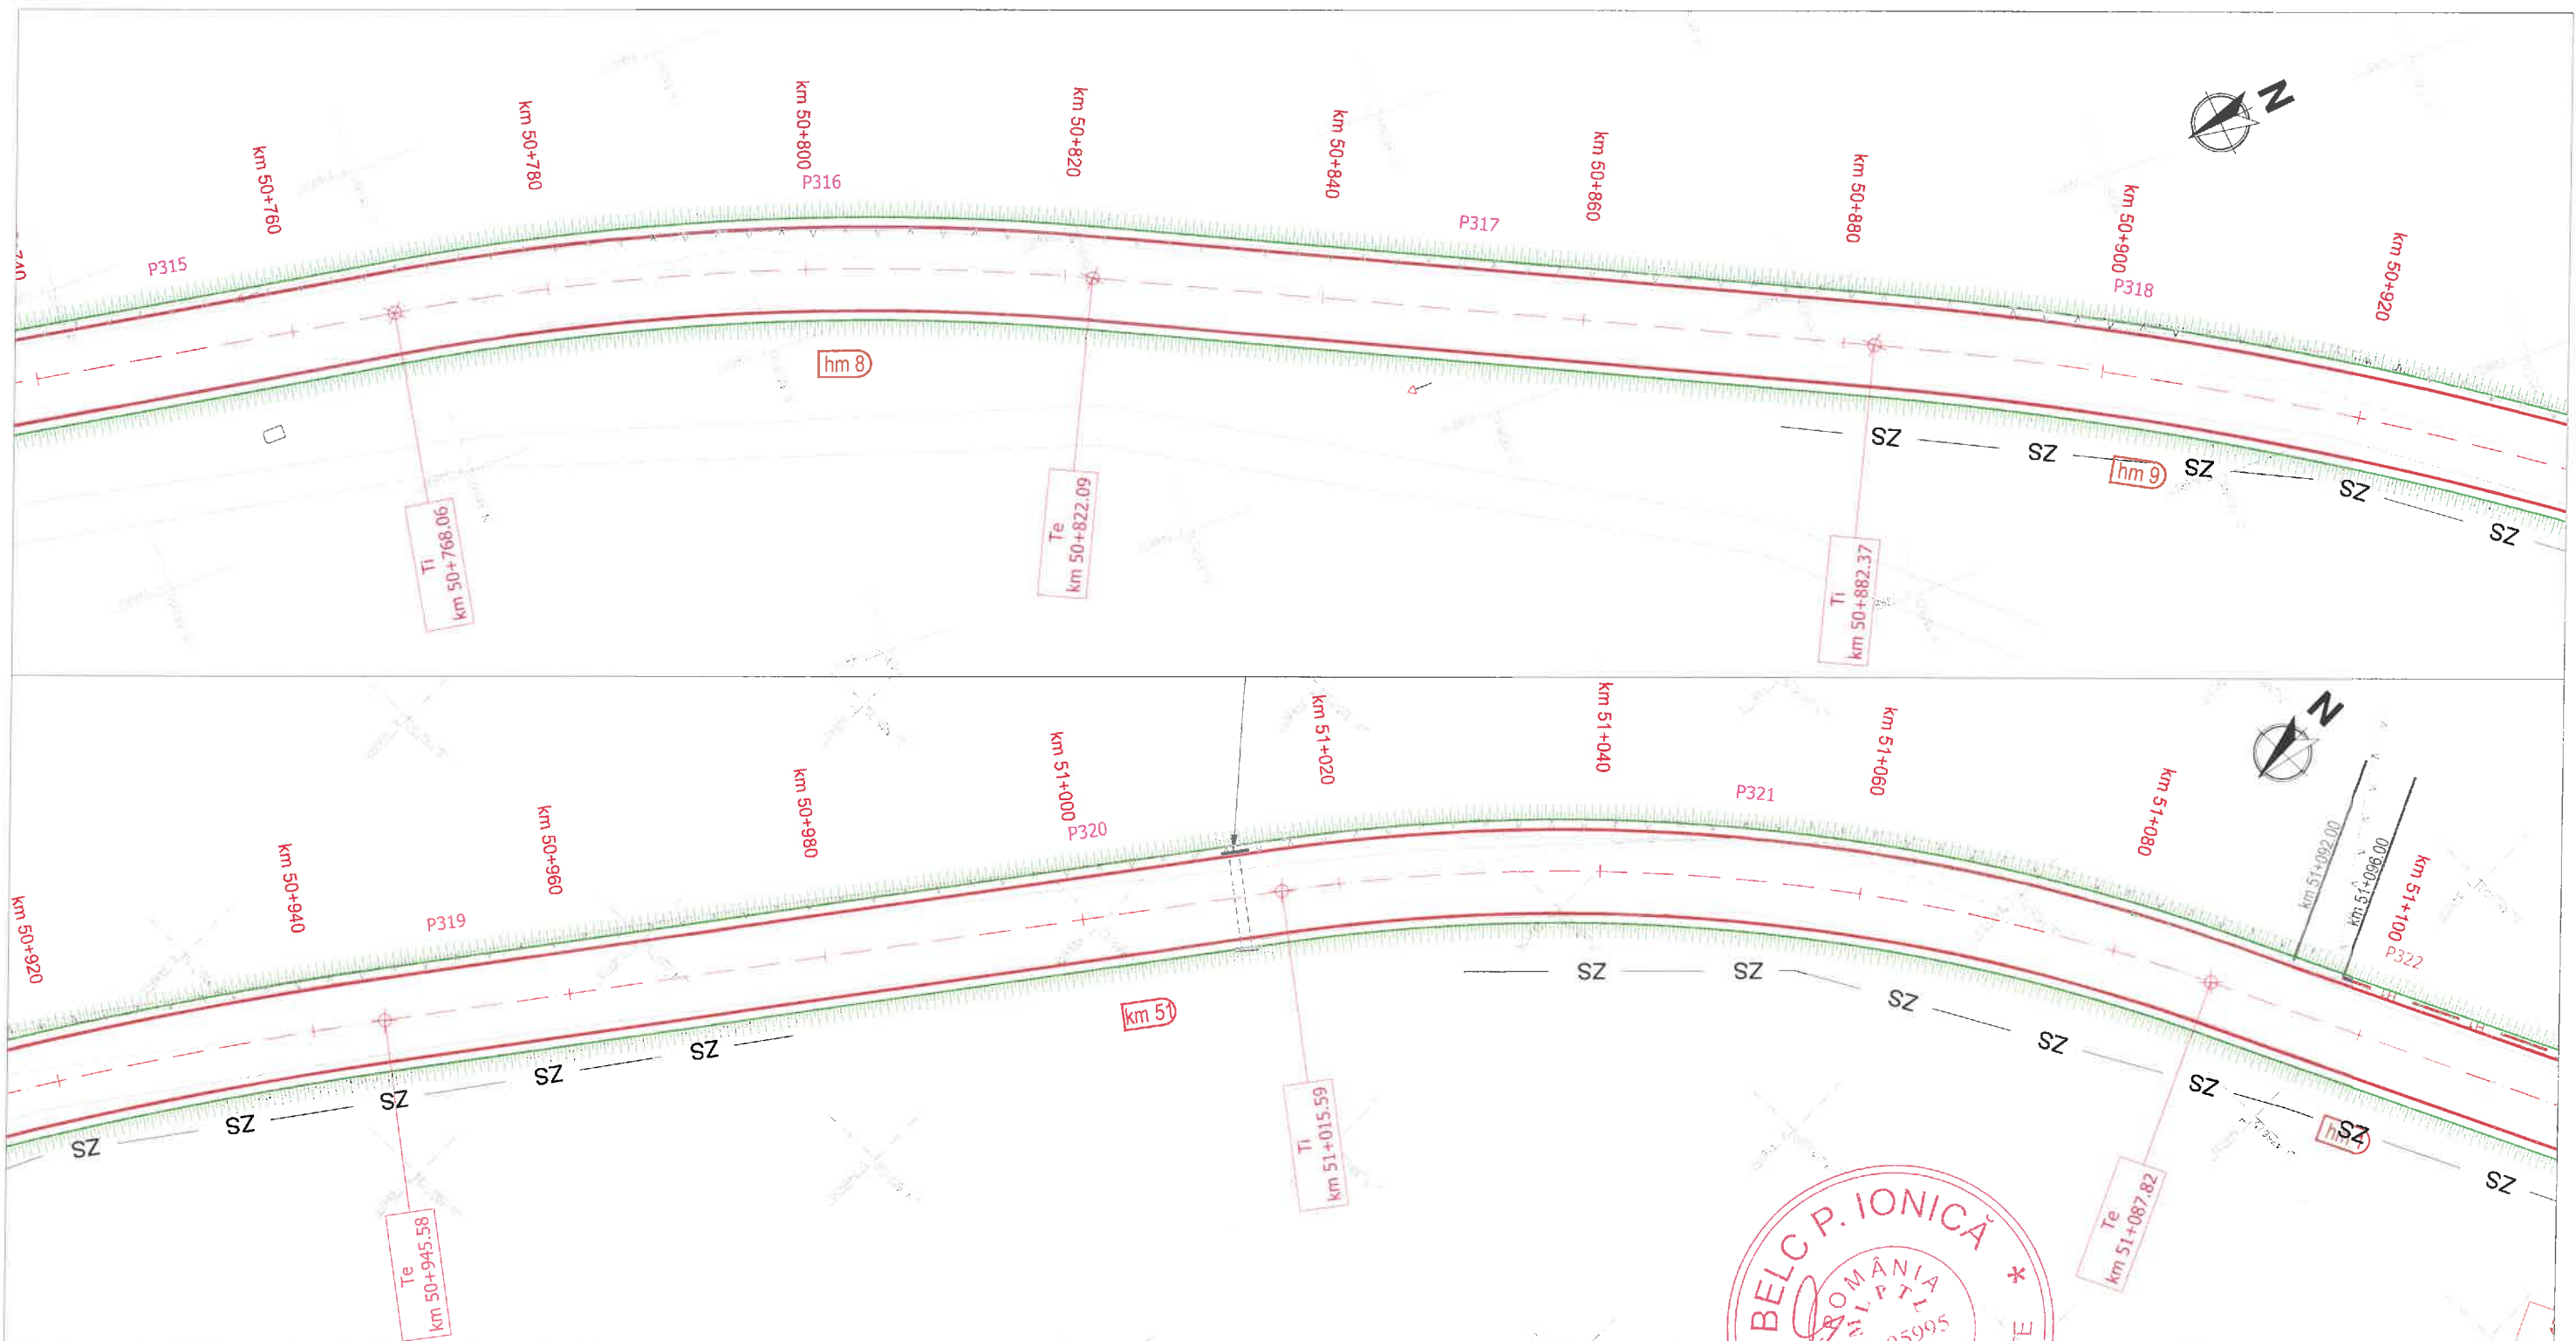 km 50+760
km 50+780
km 50+800
km 50+820
km 50+840
km 50+860
km 50+880
km 50+900
km 50+920
N
P315
P316
P317
P318
hm 8
hm 9
SZ
SZ
SZ
SZ
SZ
Ti
km 50+768.06
Te
km 50+822.09
Ti
km 50+882.37
km 50+920
km 50+940
km 50+960
km 50+980
km 51+000
km 51+020
km 51+040
km 51+060
km 51+080
km 51+092.00
km 51+096.00
km 51+100
N
P319
P320
P321
P322
km 51
SZ
SZ
SZ
SZ
SZ
SZ
SZ
SZ
SZ
SZ
SZ
SZ
Te
km 50+945.58
Ti
km 51+015.59
Te
km 51+087.82
BELC P. IONICĂ *
ROMÂNIA
MLPTL